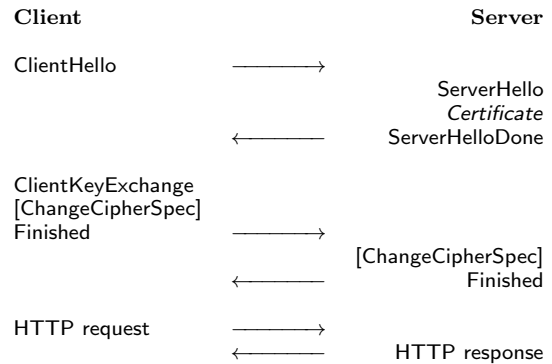 Client Server
ClientHello
ServerHello
Certificate
ServerHelloDone
ClientKeyExchange
[ChangeCipherSpec]
Finished
[ChangeCipherSpec]
Finished
HTTP request
HTTP response